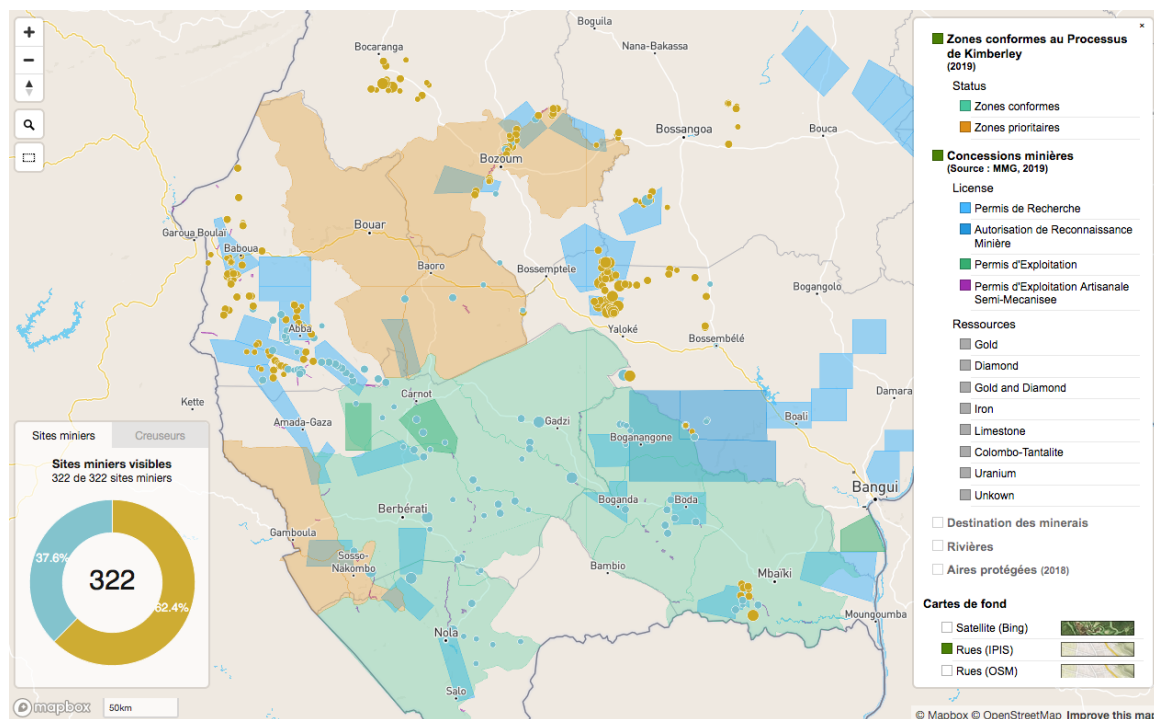 Boguila
Bocaranga
Nana-Bakassa
Bossangoa
Bouca
Bozoum
Bouar
Garoua Boulaï
Baboua
Baoro
Bossemptele
Bogangolo
Abba
Yaloké
Bossembélé
Damara
Kette
Carnot
Amada-Gaza
Gadzi
Boali
Boganangone
Bangui
Berbérati
Boganda
Boda
Gamboula
Sosso-
Nakombo
Bambio
Mbaïki
Moungoumba
Nola
Salo
Sites miniers
Creuseurs
Sites miniers visibles
322 de 322 sites miniers
37.6%
322
62.4%
mapbox
50km
×
Zones conformes au Processus
de Kimberley
(2019)
Status
Zones conformes
Zones prioritaires
Concessions minières
(Source : MMG, 2019)
License
Permis de Recherche
Autorisation de Reconnaissance
Minière
Permis d'Exploitation
Permis d'Exploitation Artisanale
Semi-Mecanisee
Ressources
Gold
Diamond
Gold and Diamond
Iron
Limestone
Colombo-Tantalite
Uranium
Unkown
Destination des minerais
Rivières
Aires protégées (2018)
Cartes de fond
Satellite (Bing)
Rues (IPIS)
Rues (OSM)
© Mapbox © OpenStreetMap Improve this map